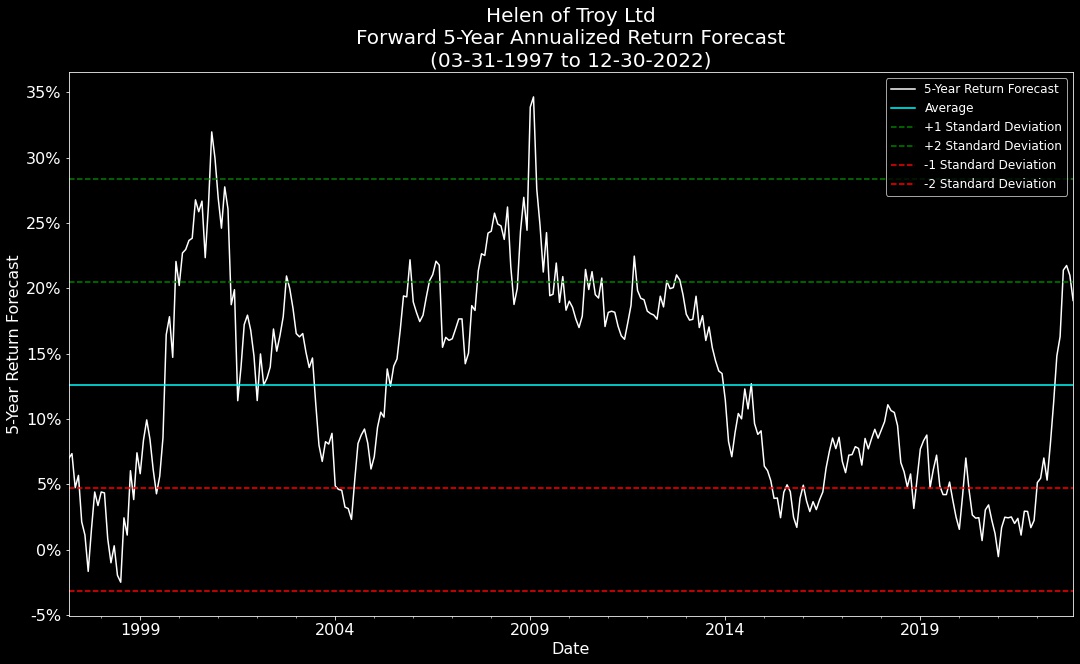 Helen of Troy Ltd
Forward 5-Year Annualized Return Forecast
(03-31-1997 to 12-30-2022)
35%
30%
25%
20%
15%
10%
5%
0%
-5%
5-Year Return Forecast
5-Year Return Forecast
Average
+1 Standard Deviation
+2 Standard Deviation
-1 Standard Deviation
-2 Standard Deviation
1999
2004
2009
2014
2019
Date